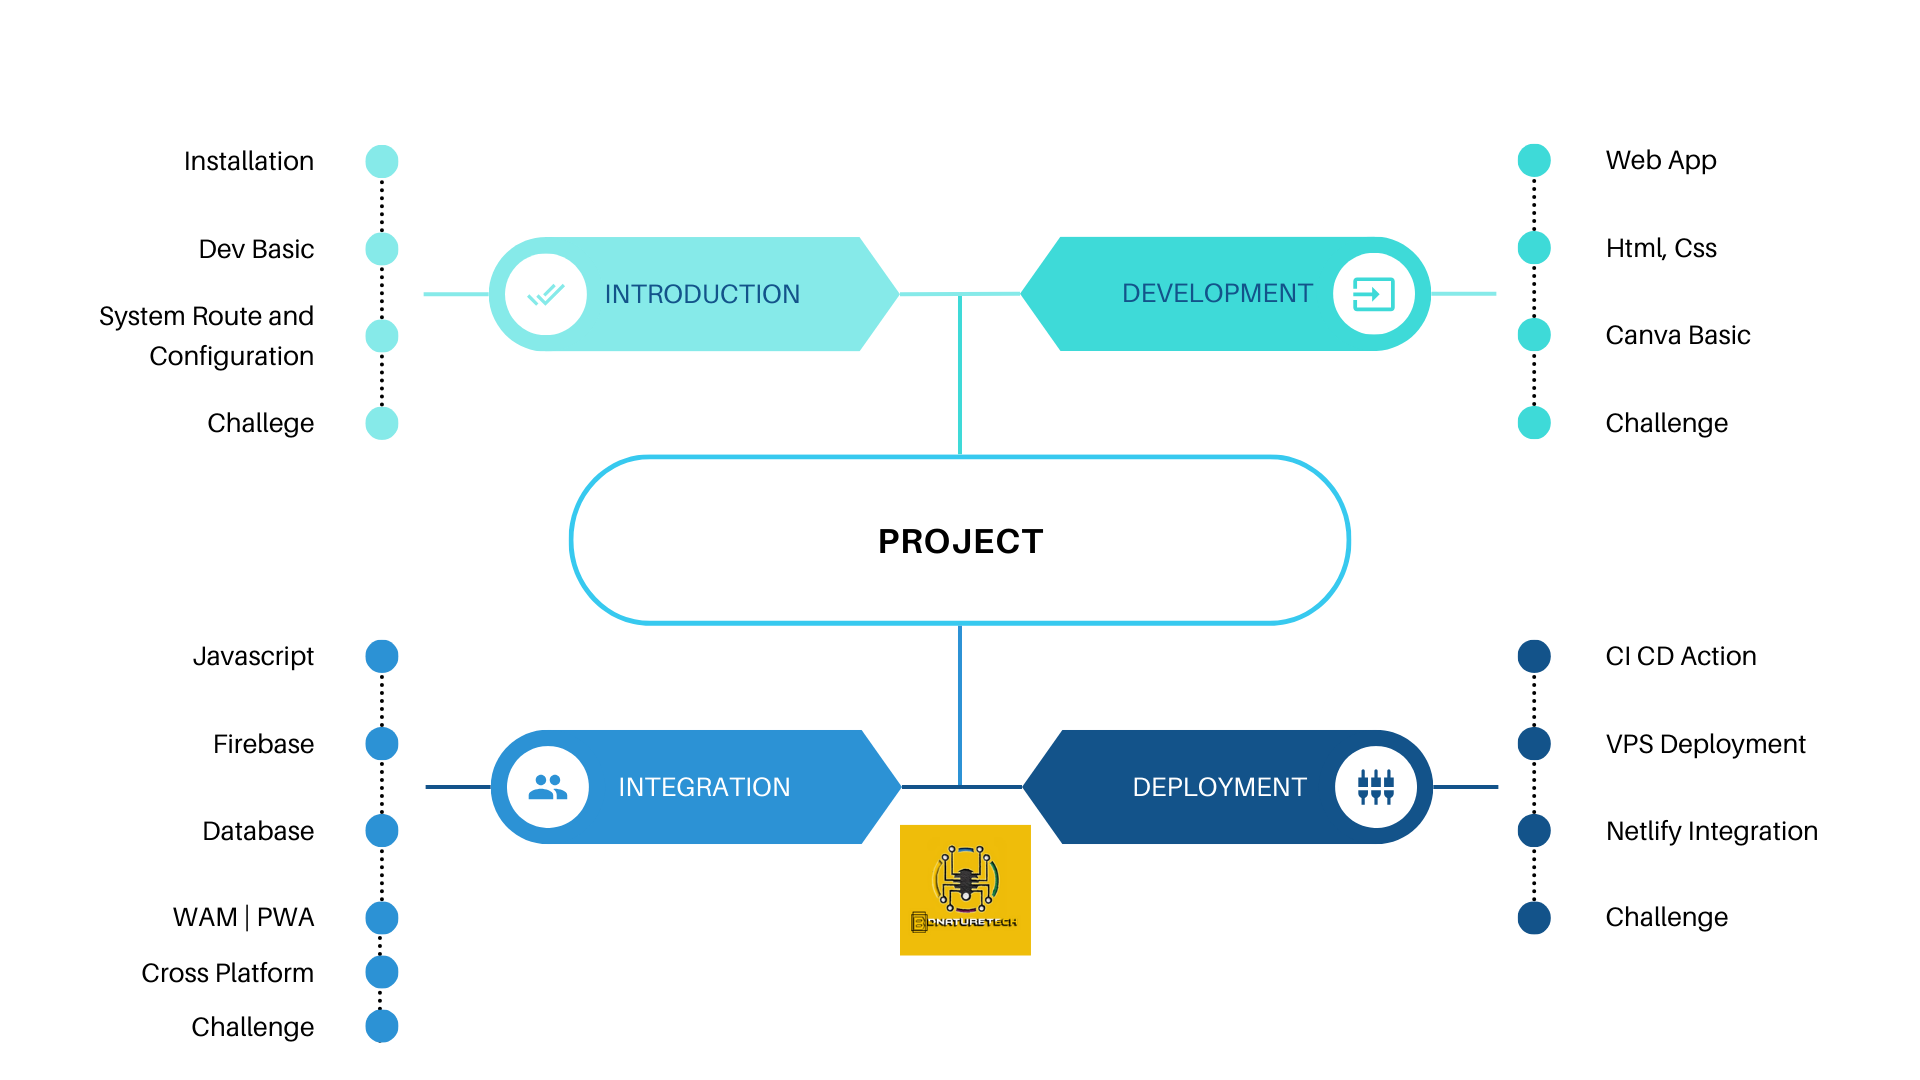 Installation
Dev Basic
System Route and
Configuration
Challege
INTRODUCTION
DEVELOPMENT
Web App
Html, Css
Canva Basic
Challenge
PROJECT
Javascript
Firebase
Database
WAM | PWA
Cross Platform
Challenge
INTEGRATION
DEPLOYMENT
CI CD Action
VPS Deployment
Netlify Integration
Challenge
DNATURETECH